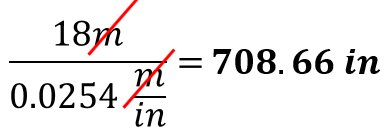 18m
0.0254 m/in = 708.66 in